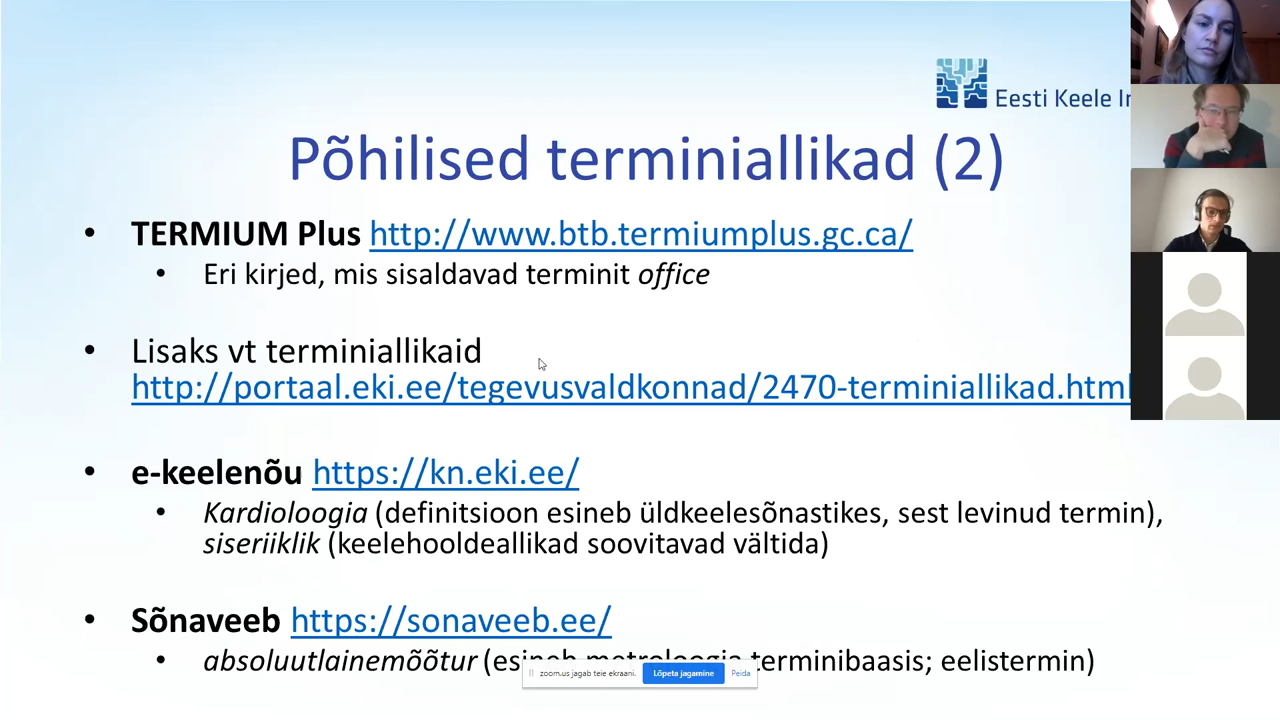 Eesti Keele In
Põhilised terminiallikad (2)
• TERMIUM Plus http://www.btb.termiumplus.gc.ca/
• Eri kirjed, mis sisaldavad terminit office
• Lisaks vt terminiallikaid
http://portaal.eki.ee/tegevusvaldkonnad/2470-terminiallikad.html
• e-keelenõu https://kn.eki.ee/
• Kardioloogia (definitsioon esineb üldkeelesõnastikes, sest levinud termin),
siseriiklik (keelehooldeallikad soovitavad vältida)
• Sõnaveeb https://sonaveeb.ee/
• absoluutlainemõõtur (esineb metroloogia terminibaasis; eelistermin)
zoom.us jagab teie ekraani. Lõpeta jagamine Peida